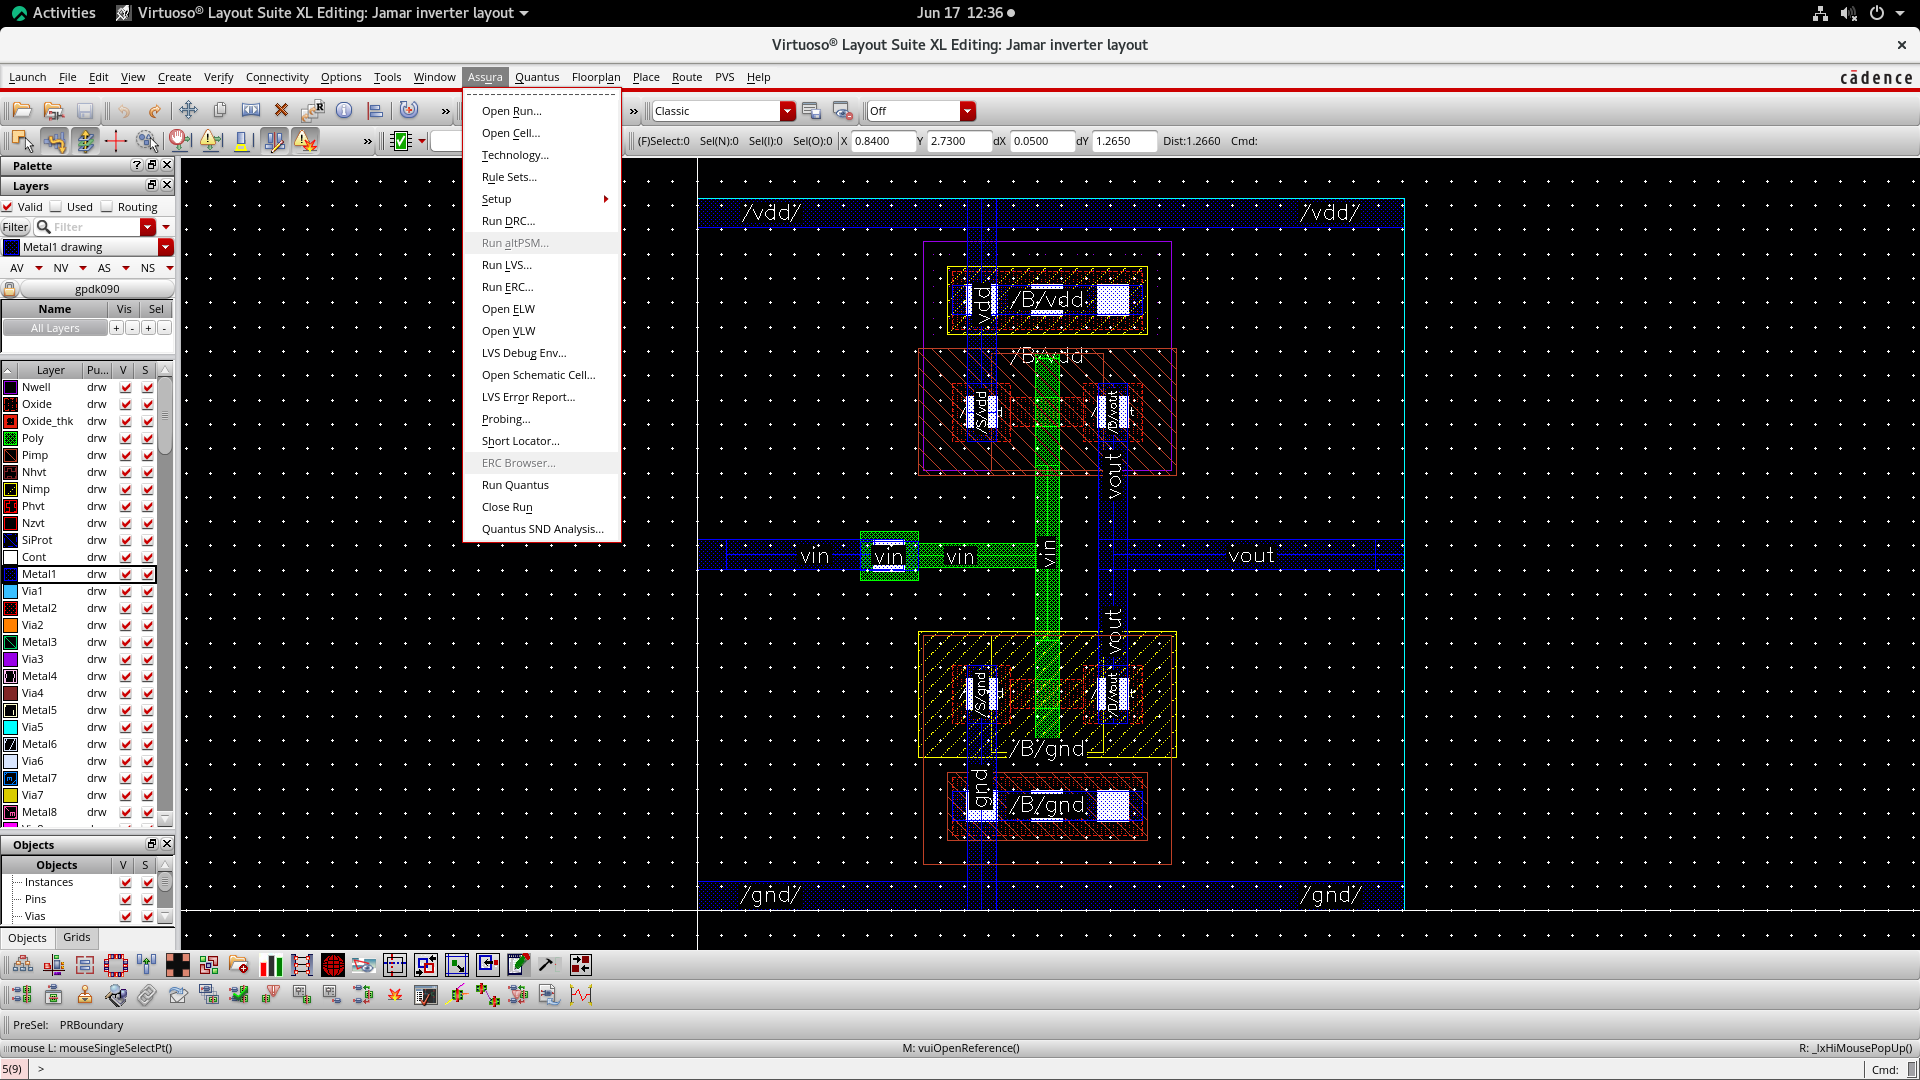 Activities
Virtuoso® Layout Suite XL Editing: Jamar inverter layout
Jun 17 12:36
Virtuoso® Layout Suite XL Editing: Jamar inverter layout
Launch File Edit View Create Verify Connectivity Options Tools Window Assura Quantus Floorplan Place Route PVS Help
cādence
Classic
Off
(F)Select:0 Sel(N):0 Sel(I):0 Sel(O):0 X 0.8400 Y 2.7300 dX 0.0500 dY 1.2650 Dist:1.2660 Cmd:
Open Run...
Open Cell...
Technology...
Rule Sets...
Setup
Run DRC...
Run altPSM...
Run LVS...
Run ERC...
Open ELW
Open VLW
LVS Debug Env...
Open Schematic Cell...
LVS Error Report...
Probing...
Short Locator...
ERC Browser...
Run Quantus
Close Run
Quantus SND Analysis...
Palette
Layers
Valid Used Routing
Filter Filter
Metal1 drawing
AV NV AS NS
gpdk090
Name Vis Sel
All Layers + - + -
Layer Pu... V S
Nwell drw
Oxide drw
Oxide_thk drw
Poly drw
Pimp drw
Nhvt drw
Nimp drw
Phvt drw
Nzvt drw
SiProt drw
Cont drw
Metal1 drw
Via1 drw
Metal2 drw
Via2 drw
Metal3 drw
Via3 drw
Metal4 drw
Via4 drw
Metal5 drw
Via5 drw
Metal6 drw
Via6 drw
Metal7 drw
Via7 drw
Metal8 drw
Objects
Objects V S
Instances
Pins
Vias
Objects Grids
/vdd/ /vdd/
vdd /B/vdd
/B/vdd
/S/vdd /D/vout
vout
vin vin vin vin vout
vout
/S/gnd /D/vout
/B/gnd
gnd /B/gnd
/gnd/ /gnd/
PreSel: PRBoundary
mouse L: mouseSingleSelectPt() M: vuiOpenReference() R: _lxHiMousePopUp()
5(9) > Cmd: